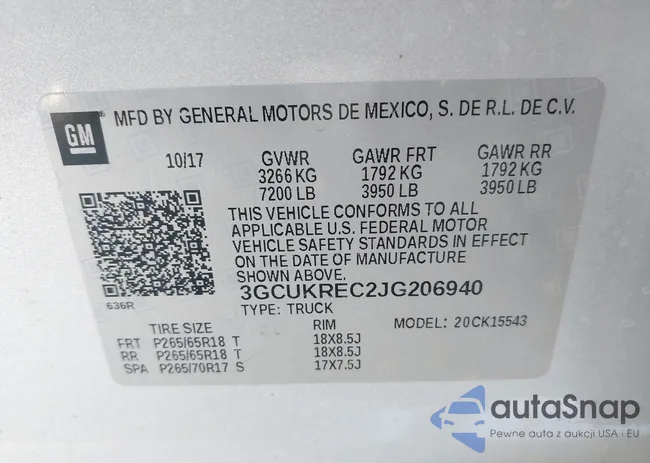 GM
MFD BY GENERAL MOTORS DE MEXICO, S. DE R.L. DE C.V.
10/17 GVWR GAWR FRT GAWR RR
3266 KG 1792 KG 1792 KG
7200 LB 3950 LB 3950 LB
THIS VEHICLE CONFORMS TO ALL
APPLICABLE U.S. FEDERAL MOTOR
VEHICLE SAFETY STANDARDS IN EFFECT
ON THE DATE OF MANUFACTURE
SHOWN ABOVE.
3GCUKREC2JG206940
636R
TYPE: TRUCK MODEL: 20CK15543
TIRE SIZE RIM
FRT P265/65R18 T 18X8.5J
RR P265/65R18 T 18X8.5J
SPA P265/70R17 S 17X7.5J
autaSnap
Pewne auta z aukcji USA i EU